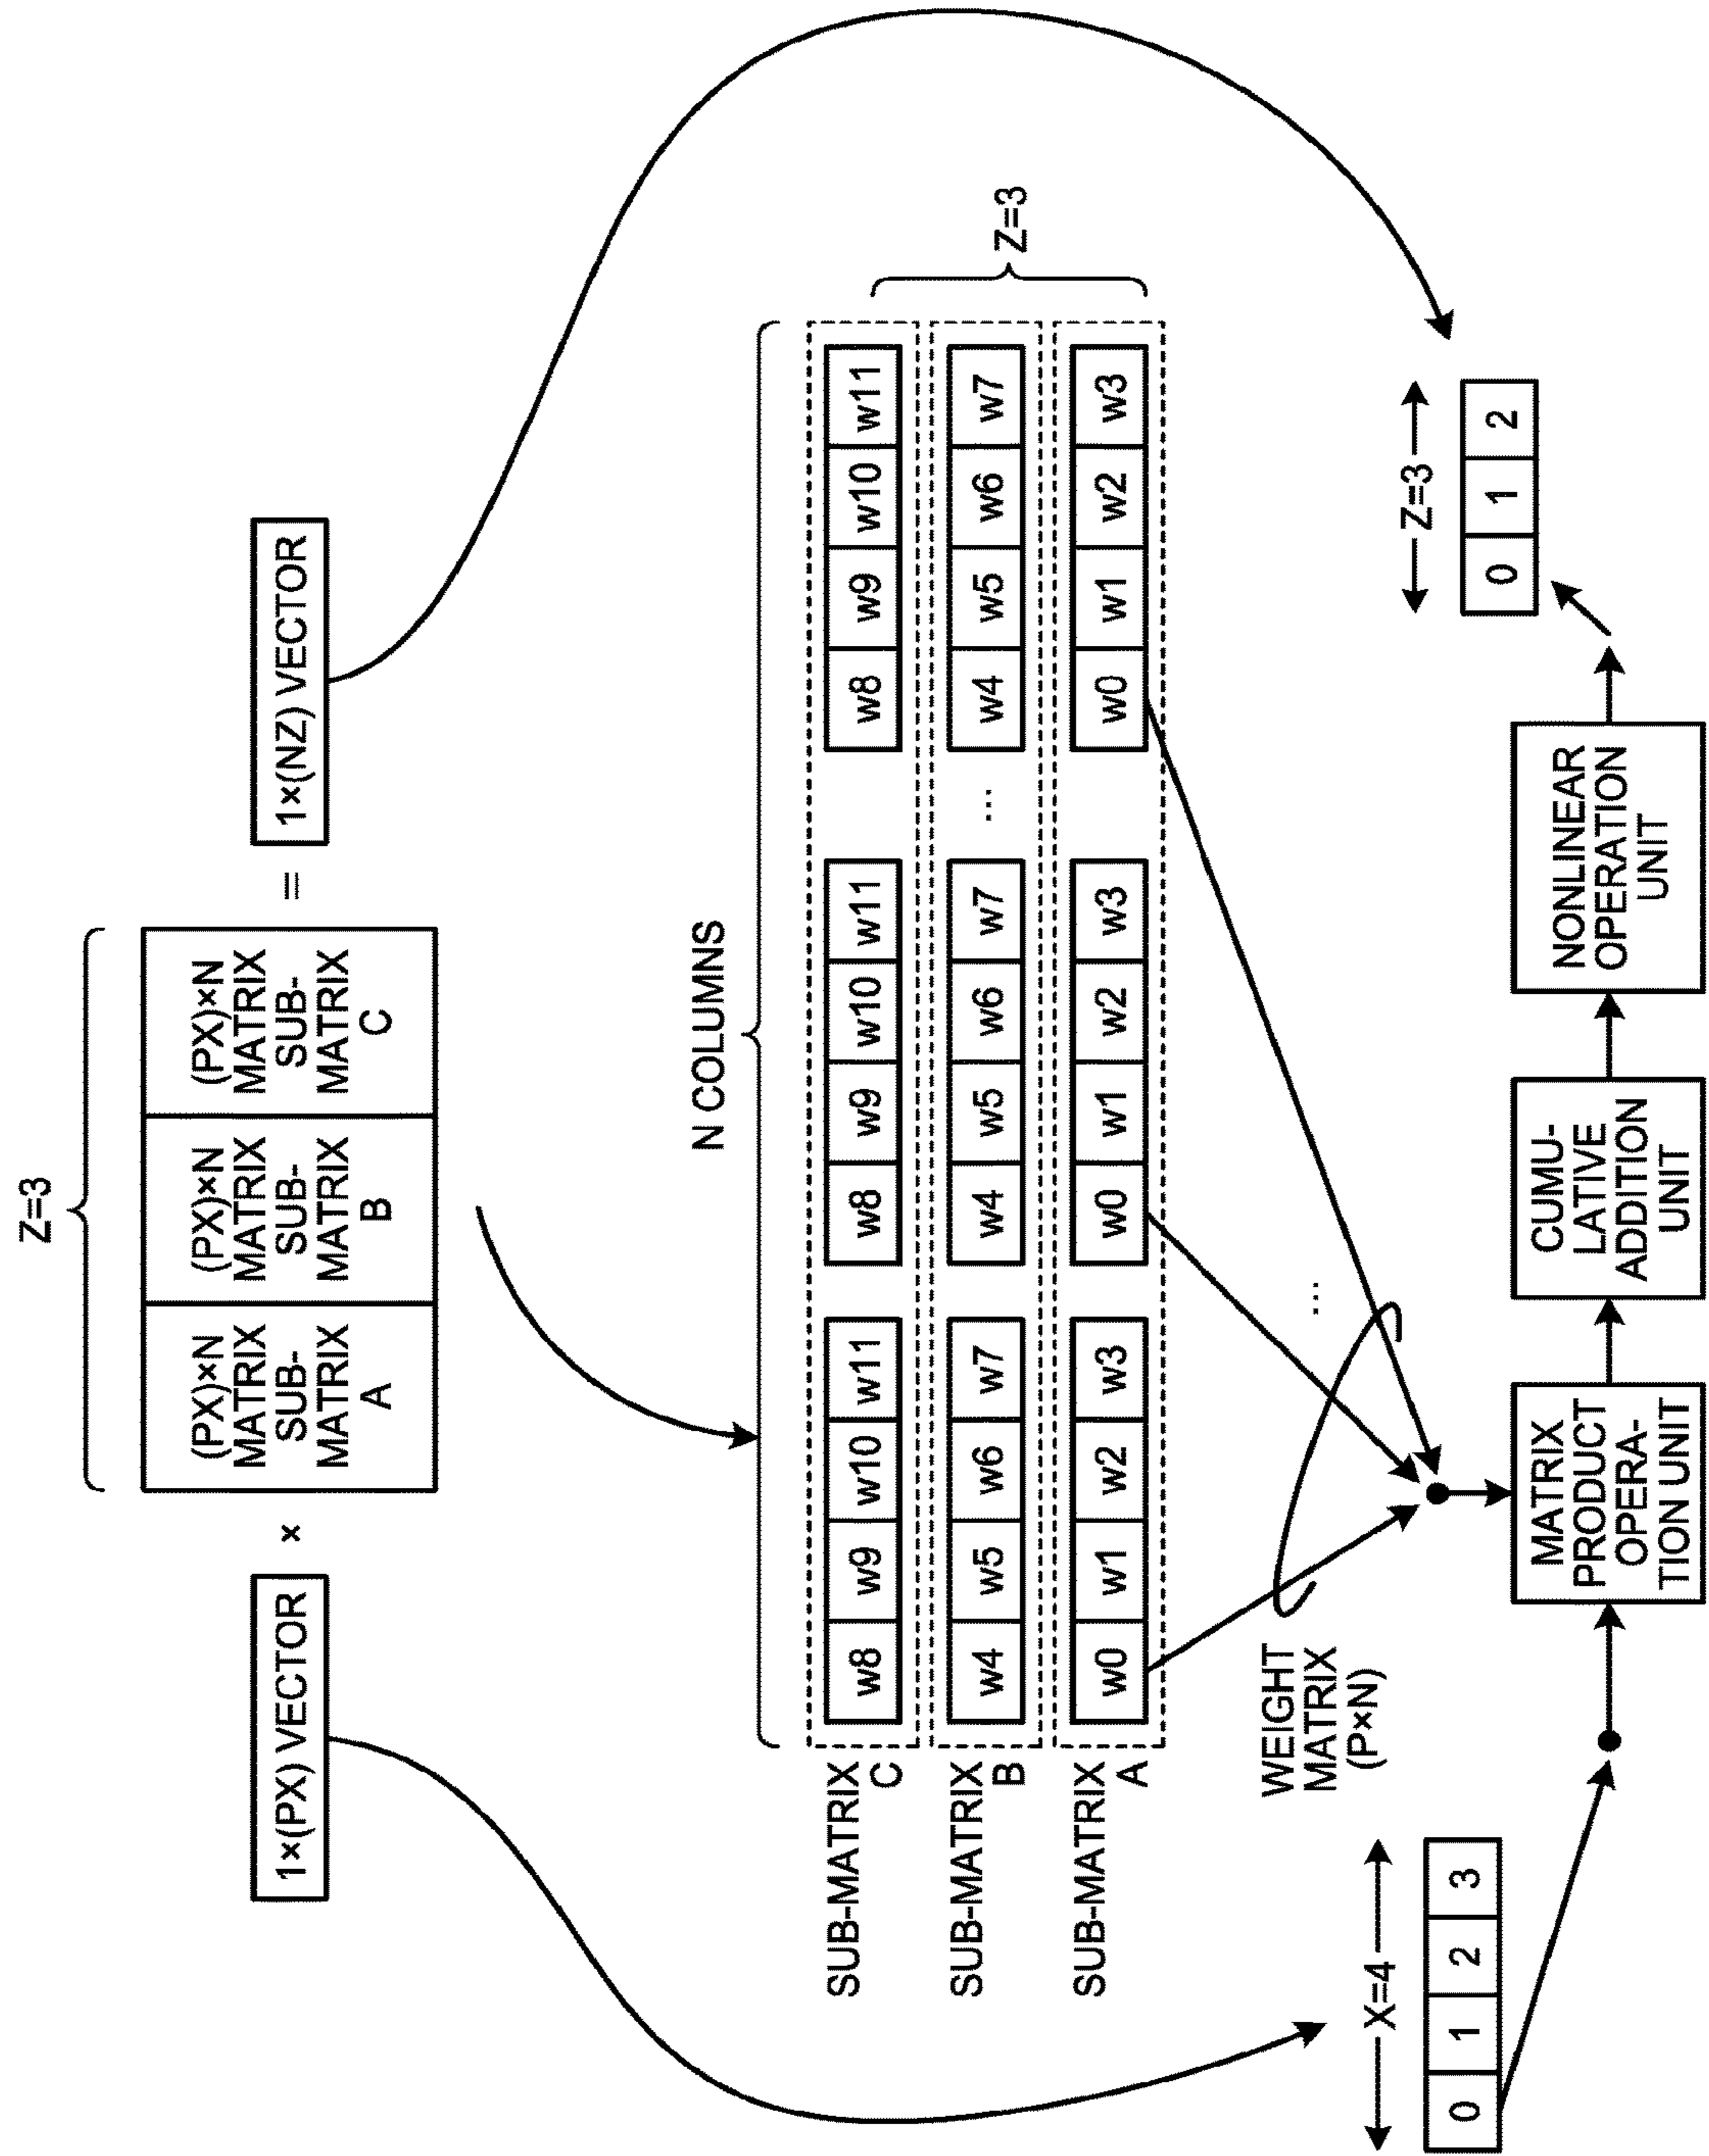 Z=3
1×(PX) VECTOR
×
(PX)×N
MATRIX
SUB-
MATRIX
A
(PX)×N
MATRIX
SUB-
MATRIX
B
(PX)×N
MATRIX
SUB-
MATRIX
C
=
1×(NZ) VECTOR
N COLUMNS
SUB-MATRIX
C
w8 w9 w10 w11
w8 w9 w10 w11
w8 w9 w10 w11
SUB-MATRIX
B
w4 w5 w6 w7
w4 w5 w6 w7
...
w4 w5 w6 w7
SUB-MATRIX
A
w0 w1 w2 w3
w0 w1 w2 w3
w0 w1 w2 w3
Z=3
WEIGHT
MATRIX
(P×N)
...
X=4
0 1 2 3
MATRIX
PRODUCT
OPERA-
TION UNIT
CUMU-
LATIVE
ADDITION
UNIT
NONLINEAR
OPERATION
UNIT
Z=3
0 1 2